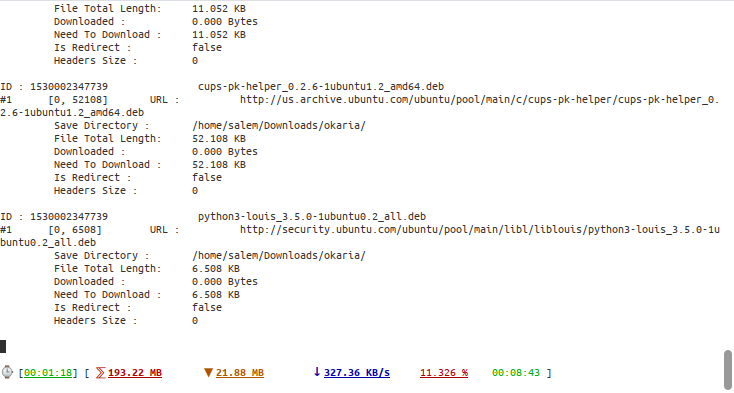 File Total Length: 11.052 KB
Downloaded : 0.000 Bytes
Need To Download : 11.052 KB
Is Redirect : false
Headers Size : 0
ID : 1530002347739 cups-pk-helper_0.2.6-1ubuntu1.2_amd64.deb
#1 [0, 52108] URL : http://us.archive.ubuntu.com/ubuntu/pool/main/c/cups-pk-helper/cups-pk-helper_0.
2.6-1ubuntu1.2_amd64.deb
Save Directory : /home/salem/Downloads/okaria/
File Total Length: 52.108 KB
Downloaded : 0.000 Bytes
Need To Download : 52.108 KB
Is Redirect : false
Headers Size : 0
ID : 1530002347739 python3-louis_3.5.0-1ubuntu0.2_all.deb
#1 [0, 6508] URL : http://security.ubuntu.com/ubuntu/pool/main/libl/liblouis/python3-louis_3.5.0-1u
buntu0.2_all.deb
Save Directory : /home/salem/Downloads/okaria/
File Total Length: 6.508 KB
Downloaded : 0.000 Bytes
Need To Download : 6.508 KB
Is Redirect : false
Headers Size : 0
⌚ [00:01:18] [ ∑ 193.22 MB ▼ 21.88 MB ↓ 327.36 KB/s 11.326 % 00:08:43 ]